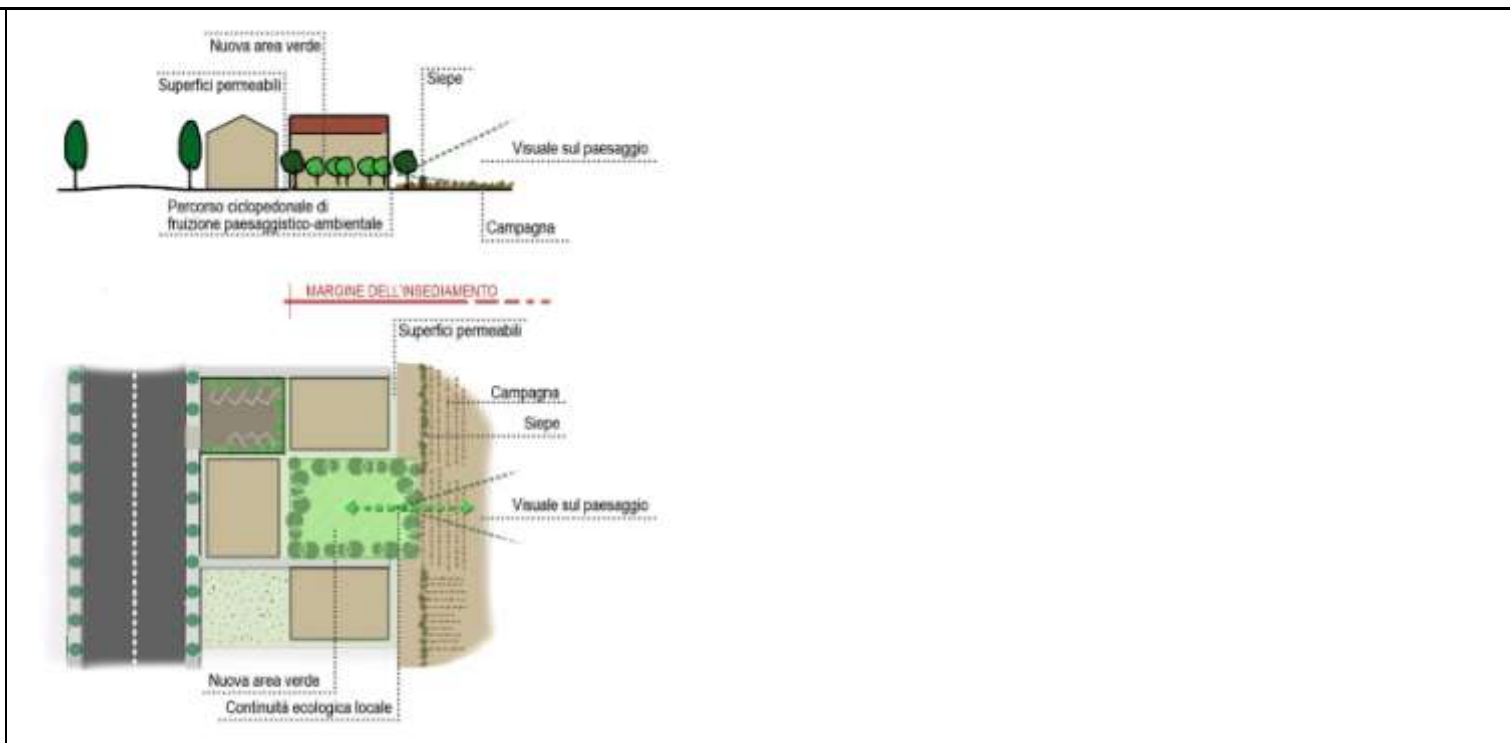 Nuova area verde
Superfici permeabili
Siepe
Visuale sul paesaggio
Percorso ciclopedonale di
fruizione paesaggistico-ambientale
Campagna
MARGINE DELL'INSEDIAMENTO
Superfici permeabili
Campagna
Siepe
Visuale sul paesaggio
Nuova area verde
Continuità ecologica locale